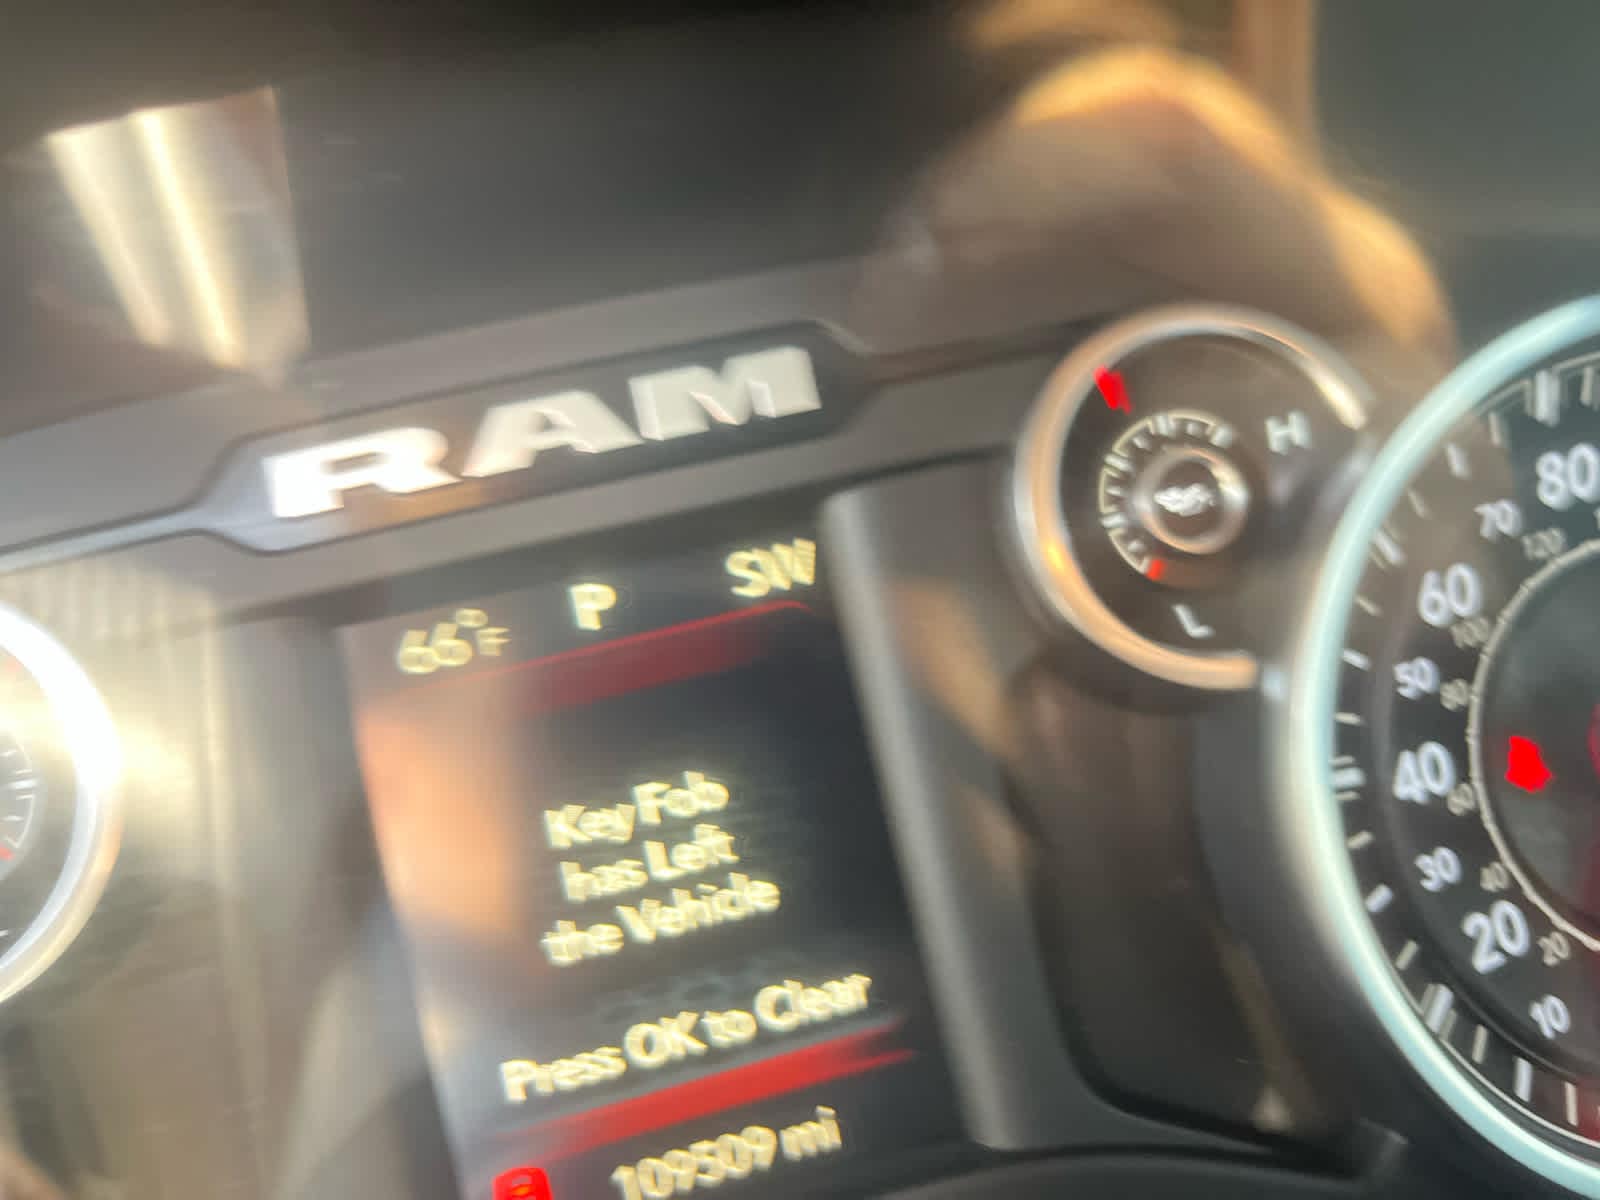 RAM
66°F P SW
Key Fob
has Left
the Vehicle
Press OK to Clear
109509 mi
H
L
80
70
120
60
100
50
80
40
60
30
40
20
20
10